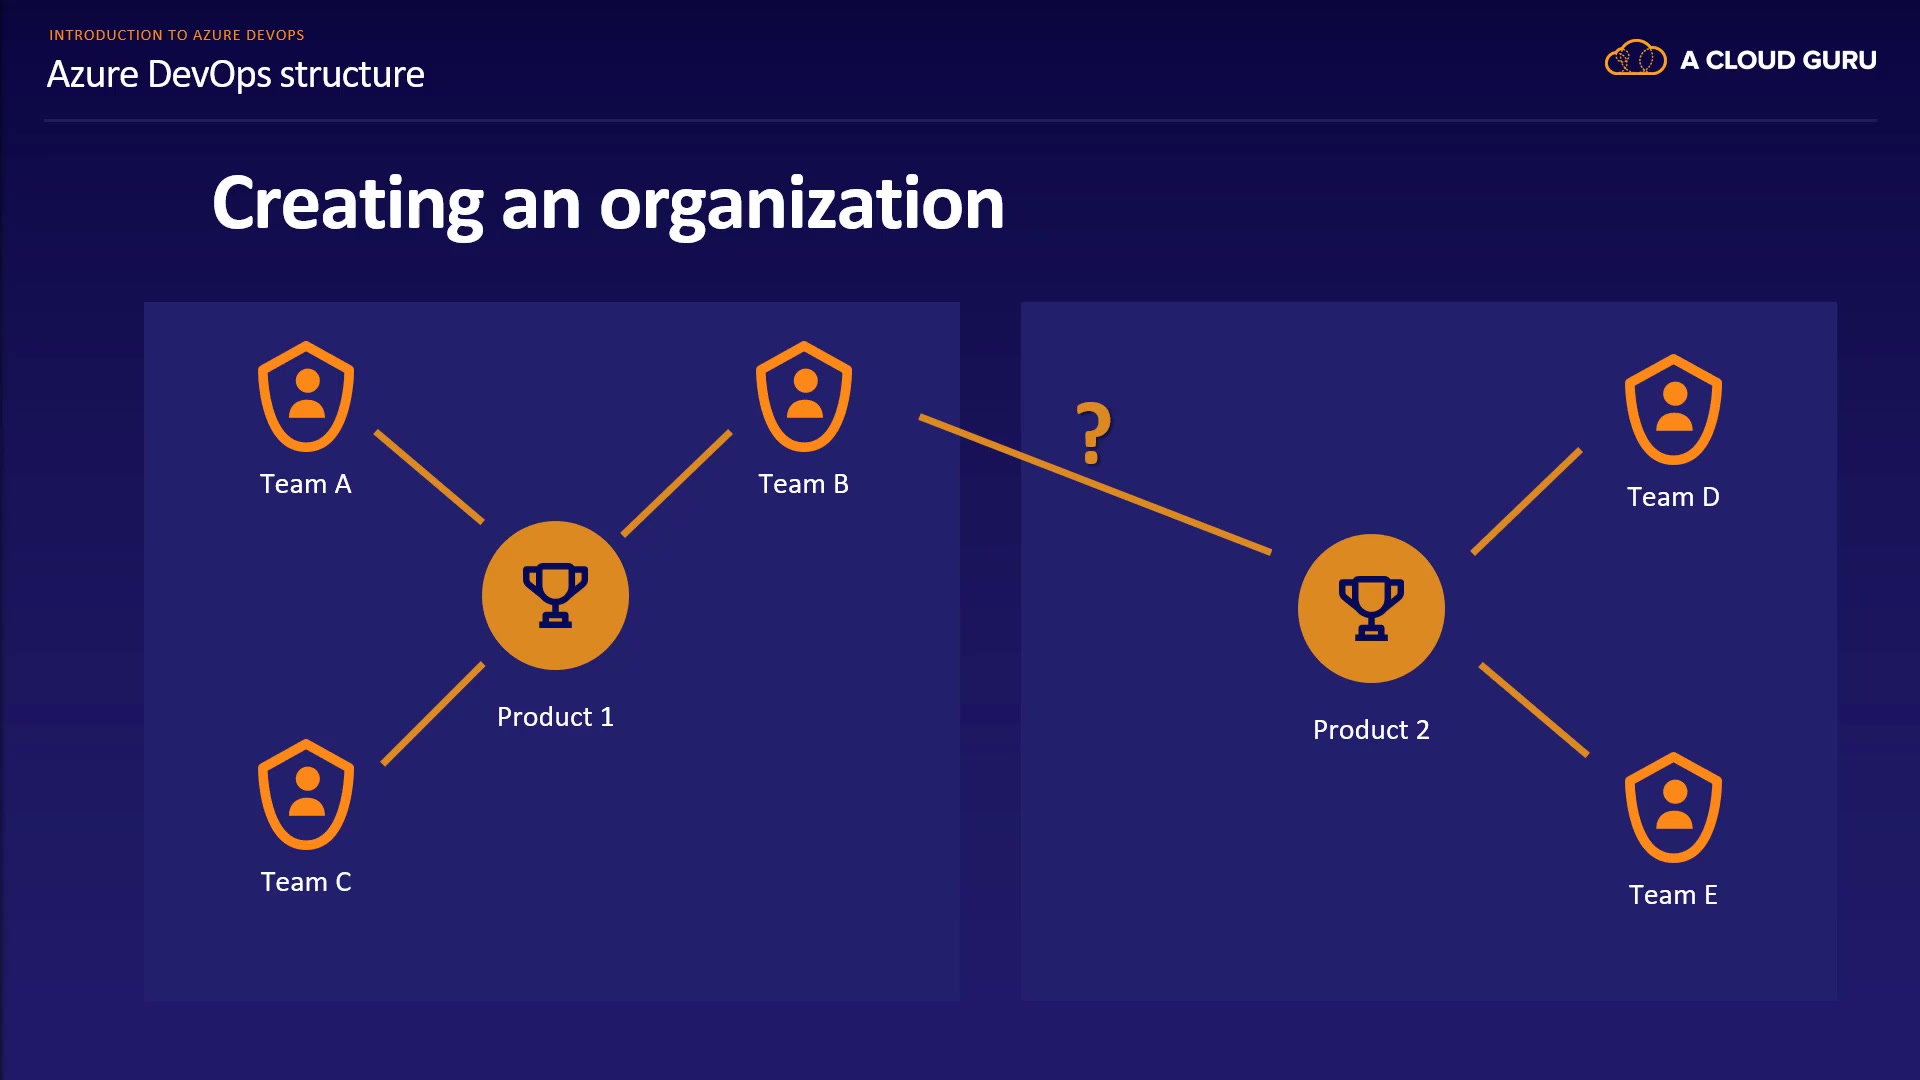 INTRODUCTION TO AZURE DEVOPS
Azure DevOps structure
A CLOUD GURU
Creating an organization
Team A
Team B
?
Team D
Product 1
Product 2
Team C
Team E